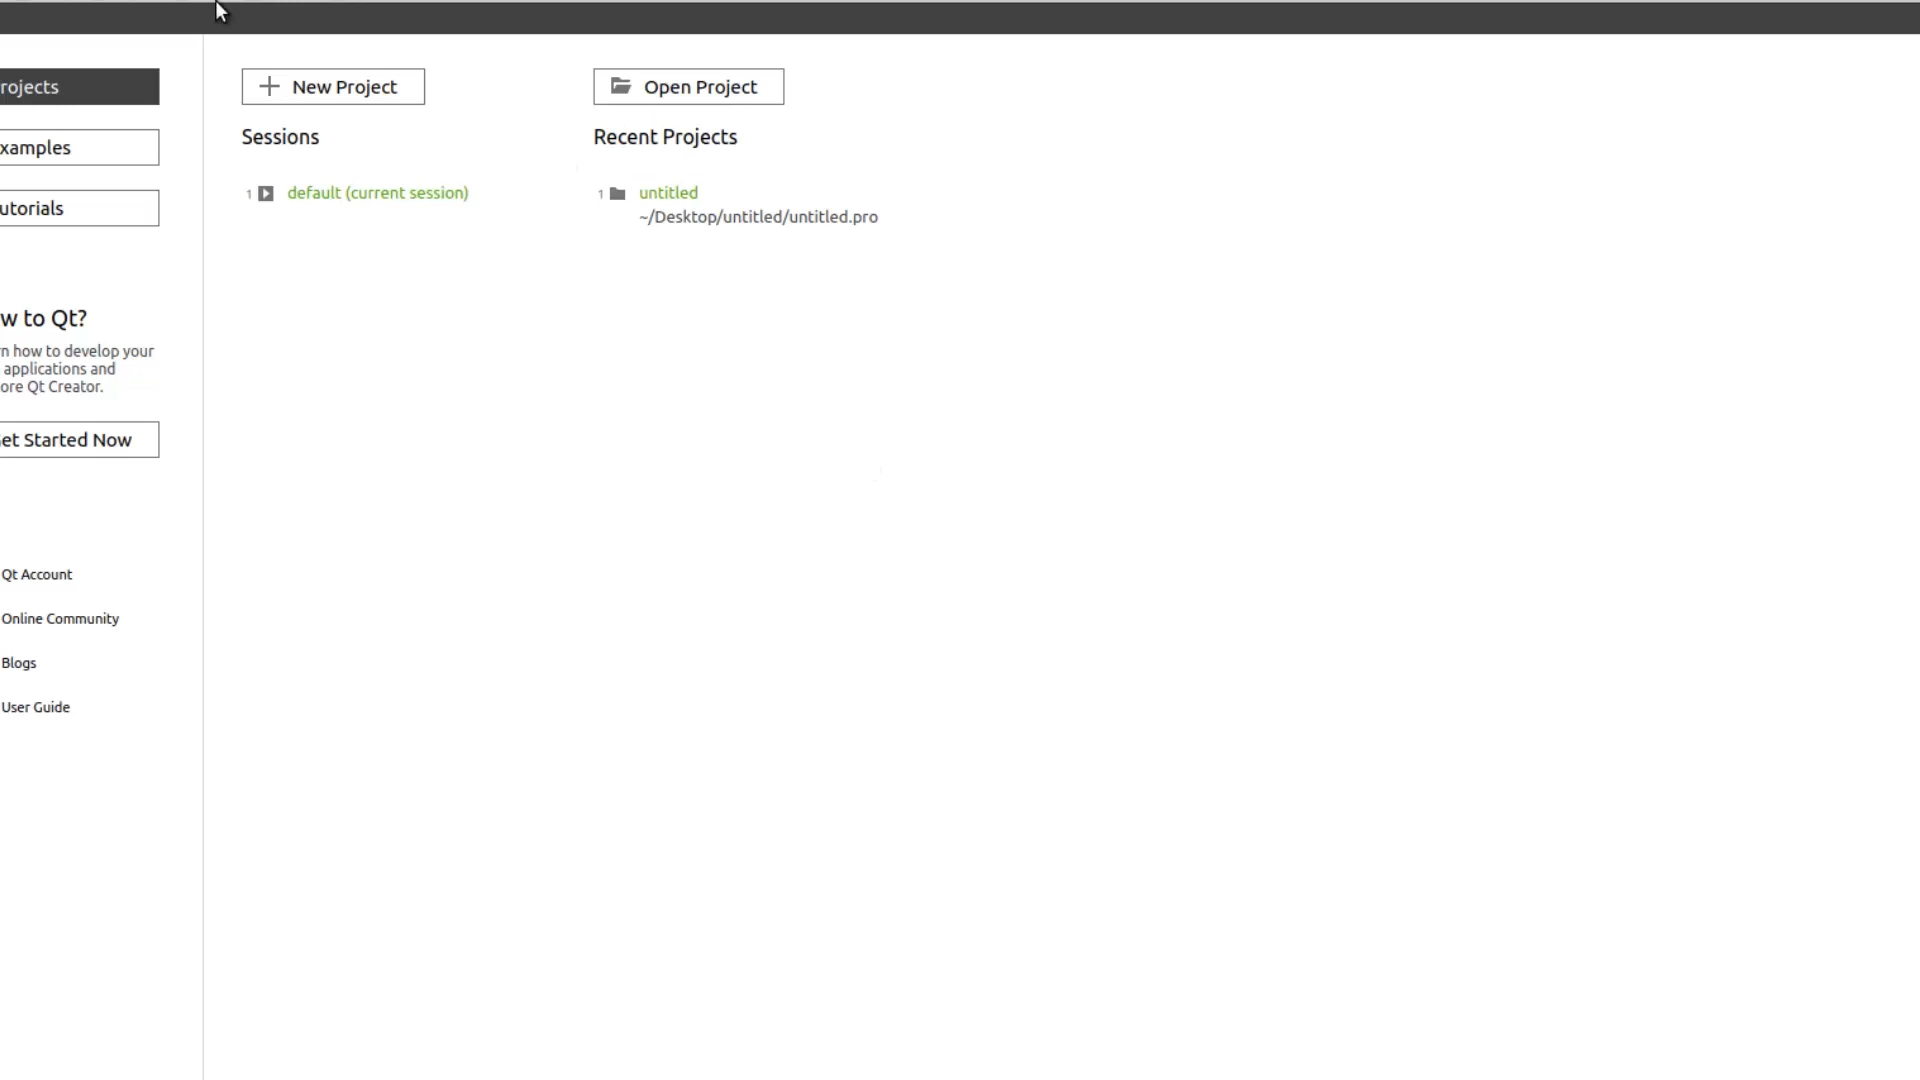 rojects
xamples
utorials
w to Qt?
n how to develop your
applications and
ore Qt Creator.
et Started Now
Qt Account
Online Community
Blogs
User Guide
New Project
Sessions
1 default (current session)
Open Project
Recent Projects
1 untitled
~/Desktop/untitled/untitled.pro